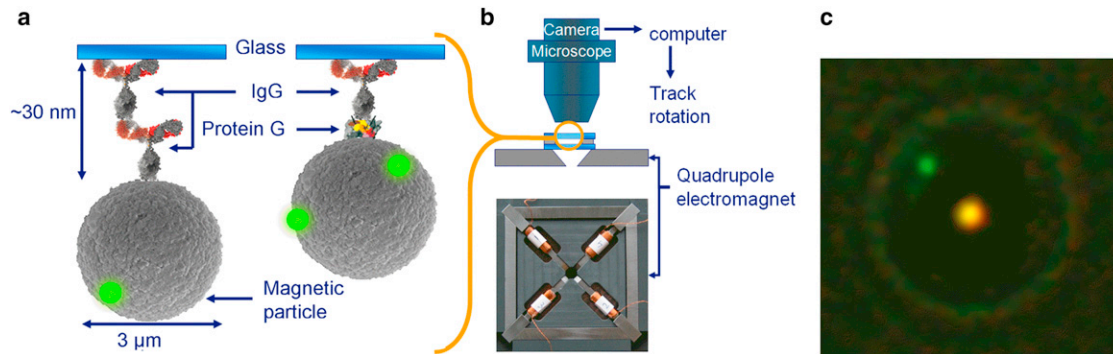 a
Glass
IgG
~30 nm
Protein G
Magnetic
particle
3 µm
b
Camera
Microscope
computer
Track
rotation
Quadrupole
electromagnet
c